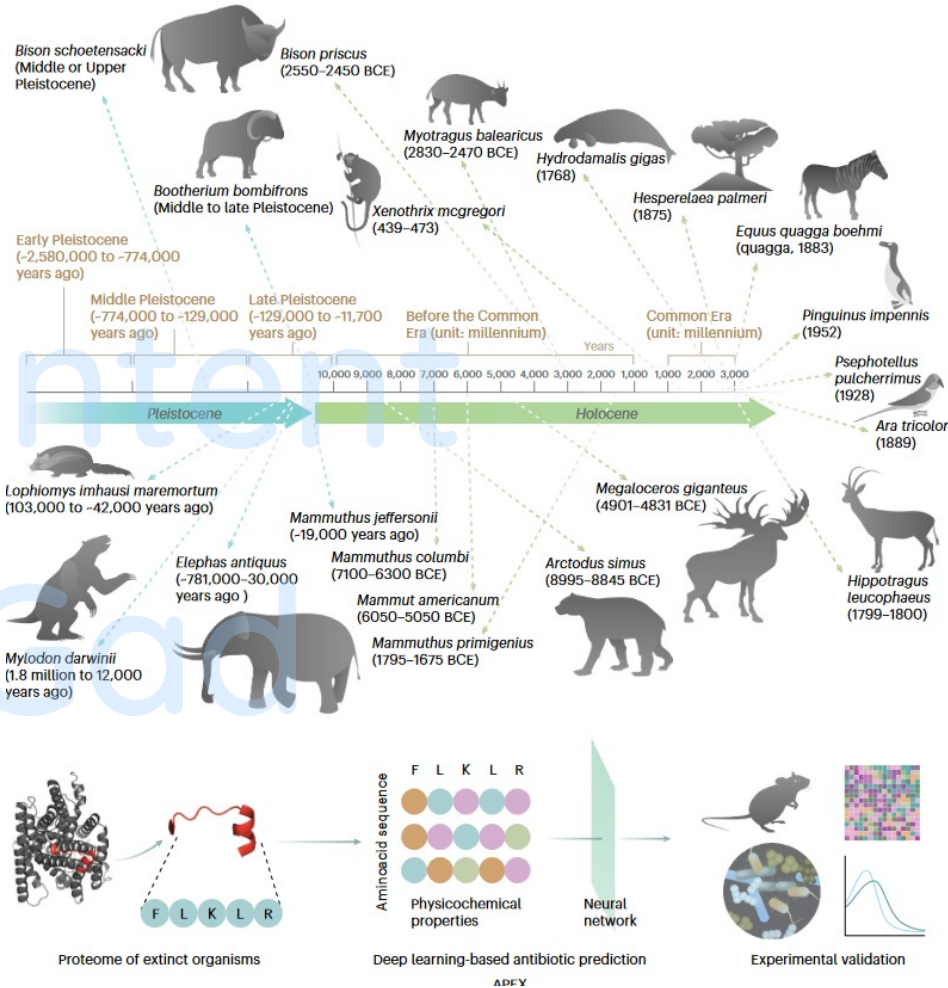 Bison schoetensacki
(Middle or Upper
Pleistocene)
Bison priscus
(2550–2450 BCE)
Bootherium bombifrons
(Middle to late Pleistocene)
Xenothrix mcgregori
(439–473)
Myotragus balearicus
(2830–2470 BCE)
Hydrodamalis gigas
(1768)
Hesperelaea palmeri
(1875)
Equus quagga boehmi
(quagga, 1883)
Pinguinus impennis
(1952)
Psephotellus
pulcherrimus
(1928)
Ara tricolor
(1889)
Early Pleistocene
(~2,580,000 to ~774,000
years ago)
Middle Pleistocene
(~774,000 to ~129,000
years ago)
Late Pleistocene
(~129,000 to ~11,700
years ago)
Before the Common
Era (unit: millennium)
Common Era
(unit: millennium)
Years
10,000 9,000 8,000 7,000 6,000 5,000 4,000 3,000 2,000 1,000 1,000 2,000 3,000
Pleistocene
Holocene
ntent
Gad
Lophiomys imhausi maremortum
(103,000 to ~42,000 years ago)
Mylodon darwinii
(1.8 million to 12,000
years ago)
Elephas antiquus
(~781,000–30,000
years ago )
Mammuthus jeffersonii
(~19,000 years ago)
Mammuthus columbi
(7100–6300 BCE)
Mammut americanum
(6050–5050 BCE)
Mammuthus primigenius
(1795–1675 BCE)
Arctodus simus
(8995–8845 BCE)
Megaloceros giganteus
(4901–4831 BCE)
Hippotragus
leucophaeus
(1799–1800)
F L K L R
Aminoacid sequence
F L K L R
Physicochemical
properties
Neural
network
Proteome of extinct organisms
Deep learning-based antibiotic prediction
Experimental validation
APEX